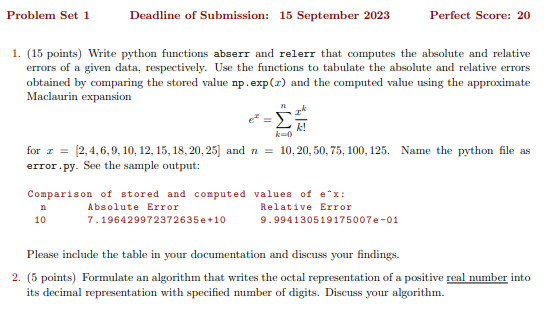 Problem Set 1 Deadline of Submission: 15 September 2023 Perfect Score: 20
1. (15 points) Write python functions abserr and relerr that computes the absolute and relative
errors of a given data, respectively. Use the functions to tabulate the absolute and relative errors
obtained by comparing the stored value np.exp(x) and the computed value using the approximate
Maclaurin expansion
e^x = \sum_{k=0}^{n} \frac{x^k}{k!}
for x = [2, 4, 6, 9, 10, 12, 15, 18, 20, 25] and n = 10, 20, 50, 75, 100, 125. Name the python file as
error.py. See the sample output:
Comparison of stored and computed values of e^x:
n Absolute Error Relative Error
10 7.196429972372635e+10 9.994130519175007e-01
Please include the table in your documentation and discuss your findings.
2. (5 points) Formulate an algorithm that writes the octal representation of a positive real number into
its decimal representation with specified number of digits. Discuss your algorithm.